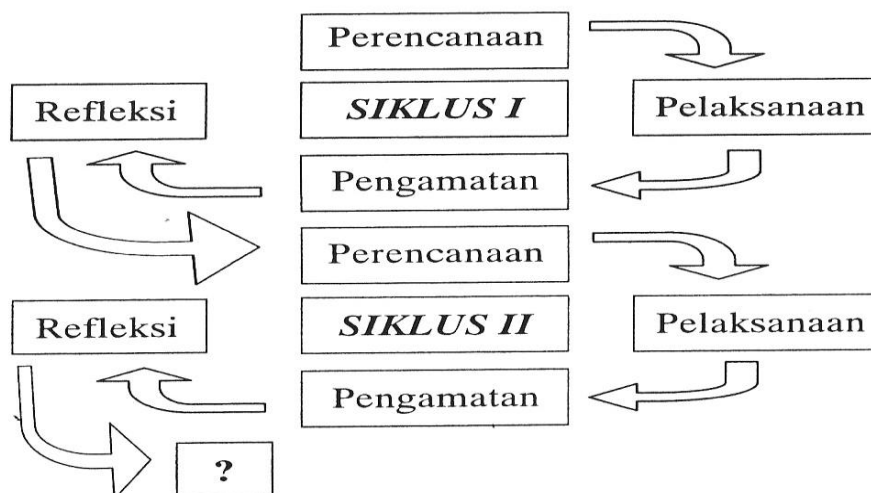 Perencanaan
Refleksi
SIKLUS I
Pelaksanaan
Pengamatan
Perencanaan
Refleksi
SIKLUS II
Pelaksanaan
Pengamatan
?